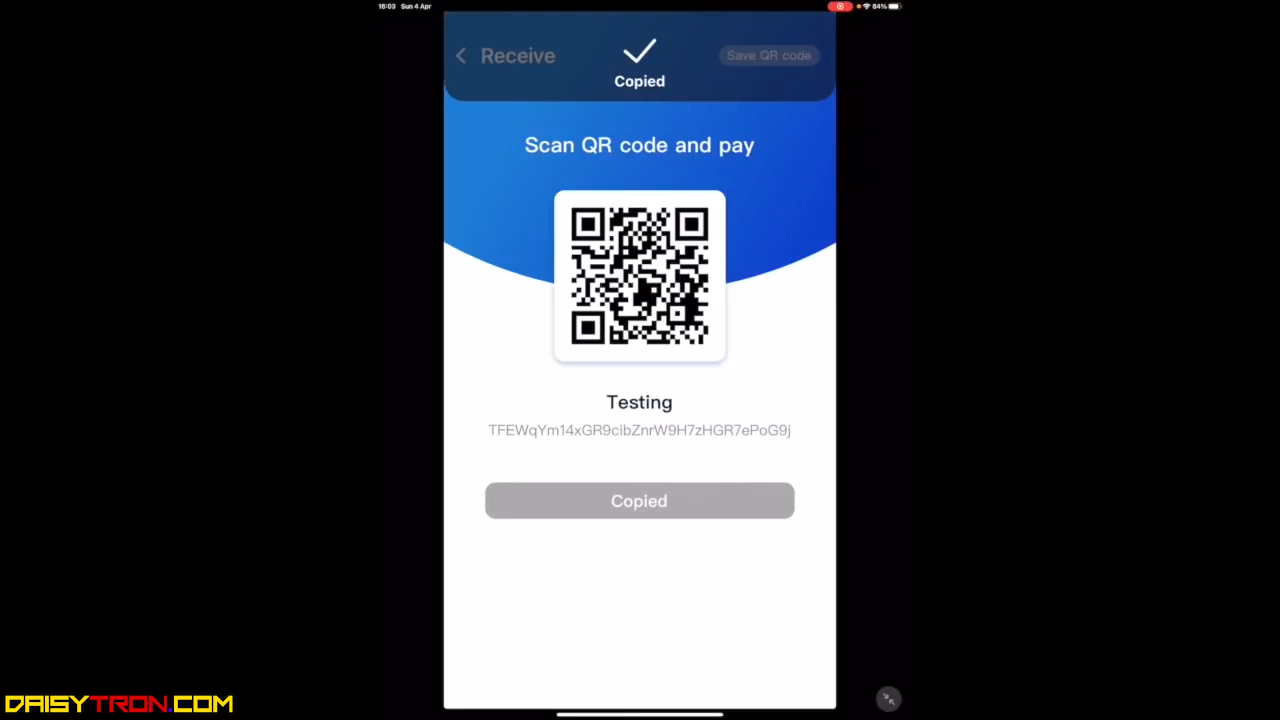 16:03 Sun 4 Apr
84%
Receive
Save QR code
Copied
Scan QR code and pay
Testing
TFEWqYm14xGR9cibZnrW9H7zHGR7ePoG9j
Copied
DAISYTRON.COM